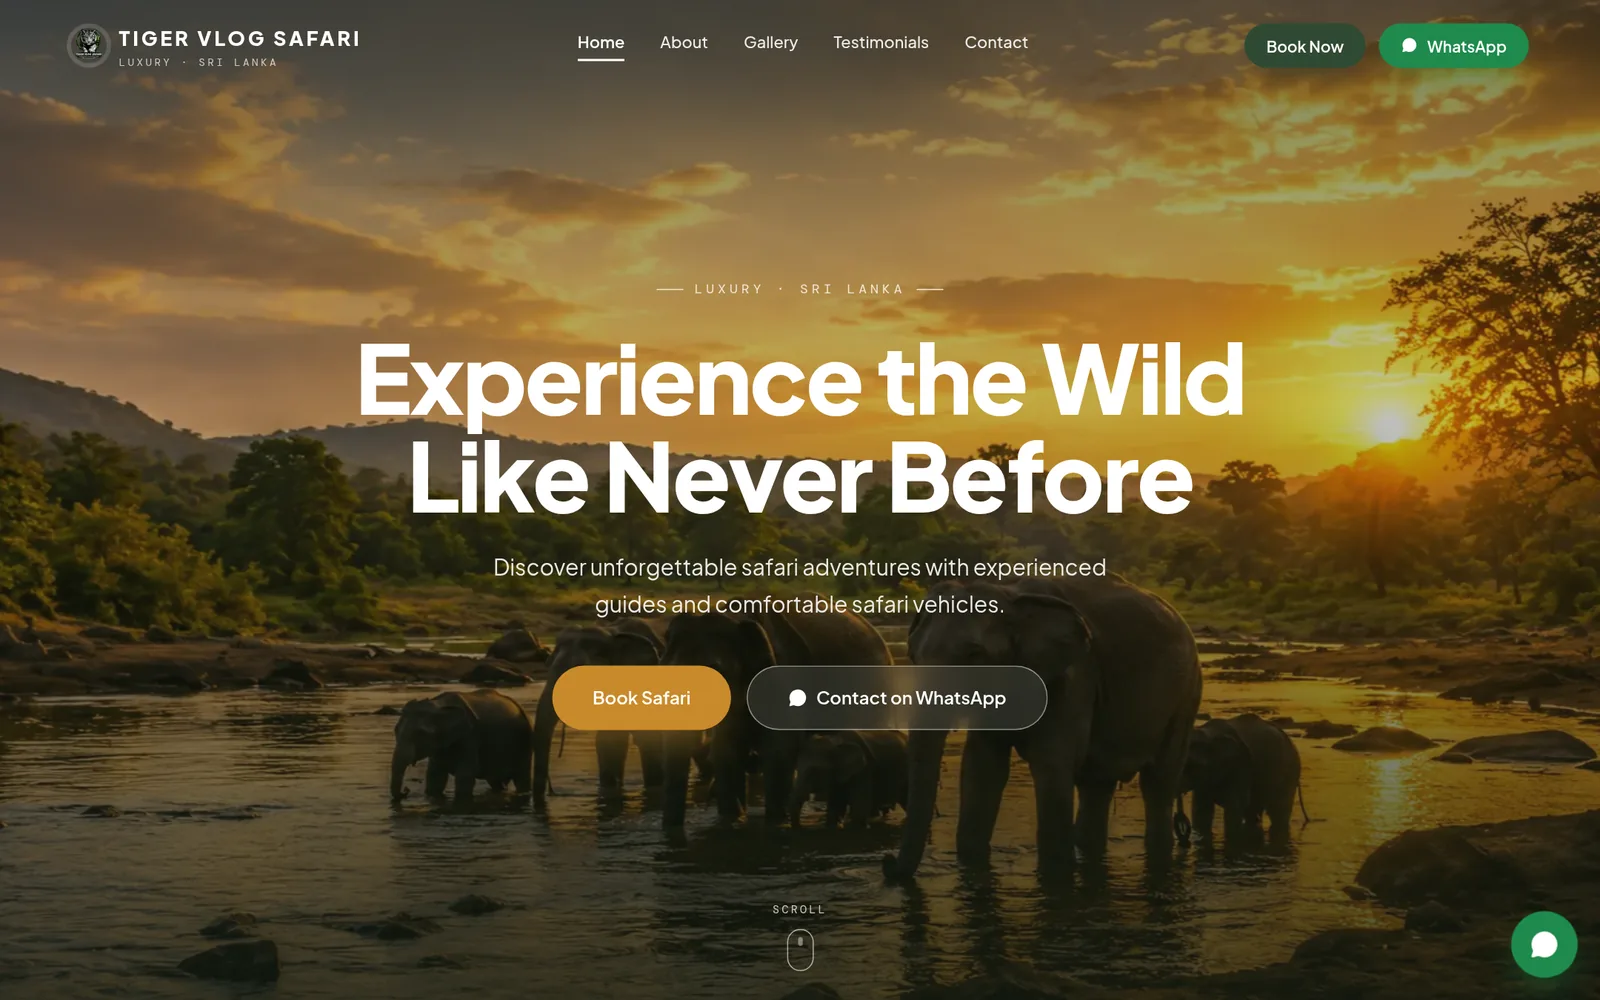 TIGER VLOG SAFARI
LUXURY · SRI LANKA
Home
About
Gallery
Testimonials
Contact
Book Now
WhatsApp
LUXURY · SRI LANKA
Experience the Wild
Like Never Before
Discover unforgettable safari adventures with experienced
guides and comfortable safari vehicles.
Book Safari
Contact on WhatsApp
SCROLL